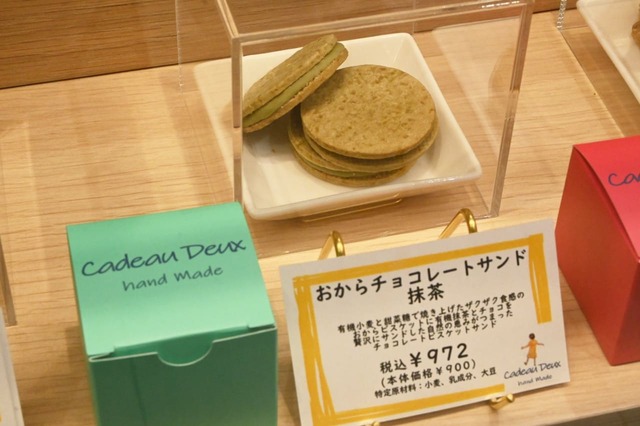 Cadeau Deux
hand Made
Ca
おからチョコレートサンド
抹茶
有機小麦と甜菜糖で焼き上げたザクザク食感の
おからビスケットに有機抹茶とチョコを
贅沢にサンドした自然の恵みがつまった
チョコレートビスケットサンド
税込￥972
(本体価格￥900)
特定原材料：小麦、乳成分、大豆
Cadeau Deux
hand Made